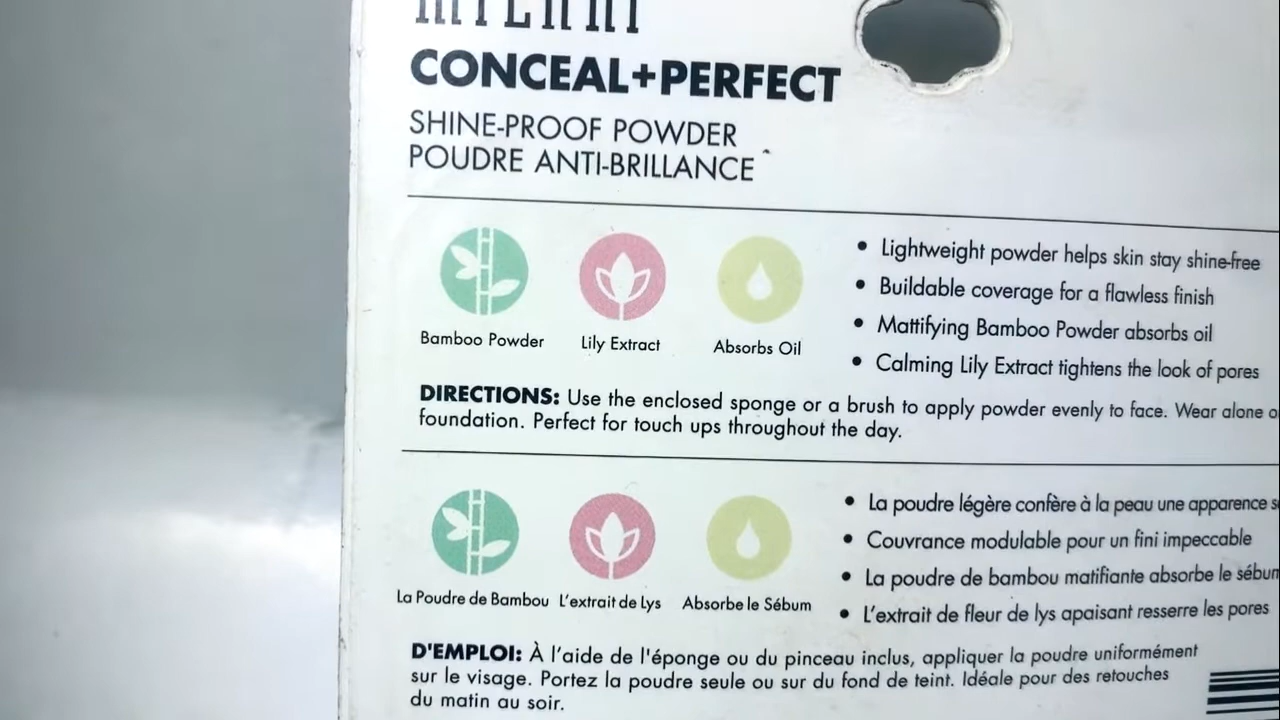 MILANI
CONCEAL+PERFECT
SHINE-PROOF POWDER
POUDRE ANTI-BRILLANCE
Bamboo Powder
Lily Extract
Absorbs Oil
• Lightweight powder helps skin stay shine-free
• Buildable coverage for a flawless finish
• Mattifying Bamboo Powder absorbs oil
• Calming Lily Extract tightens the look of pores
DIRECTIONS: Use the enclosed sponge or a brush to apply powder evenly to face. Wear alone
foundation. Perfect for touch ups throughout the day.
La Poudre de Bambou
L'extrait de Lys
Absorbe le Sébum
• La poudre légère confère à la peau une apparence
• Couvrance modulable pour un fini impeccable
• La poudre de bambou matifiante absorbe le sébum
• L'extrait de fleur de lys apaisant resserre les pores
D'EMPLOI: À l'aide de l'éponge ou du pinceau inclus, appliquer la poudre uniformément
sur le visage. Portez la poudre seule ou sur du fond de teint. Idéale pour des retouches
du matin au soir.